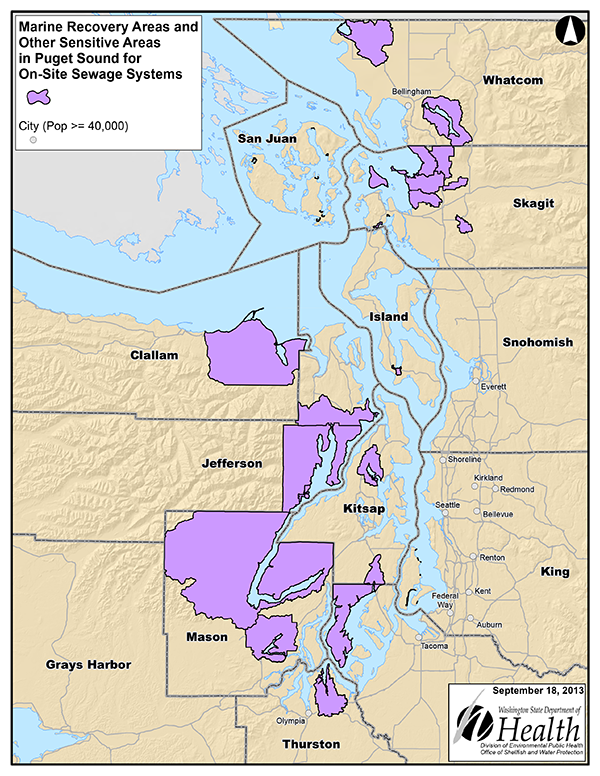 Marine Recovery Areas and
Other Sensitive Areas
in Puget Sound for
On-Site Sewage Systems
City (Pop >= 40,000)
Whatcom
Bellingham
San Juan
Skagit
Island
Snohomish
Clallam
Everett
Jefferson
Shoreline
Kirkland
Redmond
Seattle
Bellevue
Kitsap
Renton
King
Kent
Federal
Way
Auburn
Mason
Tacoma
Grays Harbor
Olympia
Thurston
September 18, 2013
Washington State Department of
Health
Division of Environmental Public Health
Office of Shellfish and Water Protection